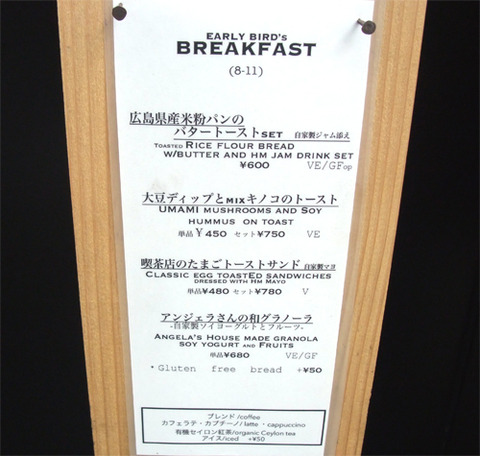 EARLY BIRD's
BREAKFAST
(8-11)
広島県産米粉パンの
バタートーストSET 自家製ジャム添え
TOASTED RICE FLOUR BREAD
W/BUTTER AND HM JAM DRINK SET
¥600 VE/GFop
大豆ディップとMIXキノコのトースト
UMAMI MUSHROOMS AND SOY
HUMMUS ON TOAST
単品¥450 セット¥750 VE
喫茶店のたまごトーストサンド 自家製マヨ
CLASSIC EGG TOASTED SANDWICHES
DRESSED WITH HM MAYO
単品¥480 セット¥780 V
アンジェラさんの和グラノーラ
-自家製ソイヨーグルトとフルーツ-
ANGELA'S HOUSE MADE GRANOLA
SOY YOGURT AND FRUITS
単品¥680 VE/GF
* Gluten free bread +¥50
ブレンド/coffee
カフェラテ・カプチーノ/latte・cappuccino
有機セイロン紅茶/organic Ceylon tea
アイス/iced +¥50